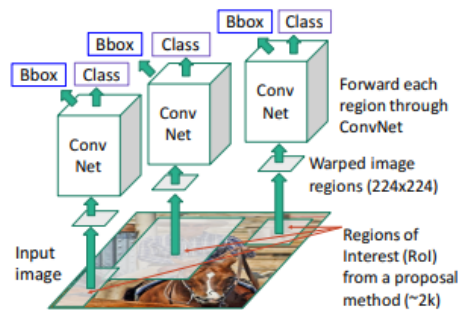 Bbox
Class
Bbox
Class
Bbox
Class
Conv
Net
Conv
Net
Conv
Net
Forward each
region through
ConvNet
Warped image
regions (224x224)
Input
image
Regions of
Interest (RoI)
from a proposal
method (~2k)